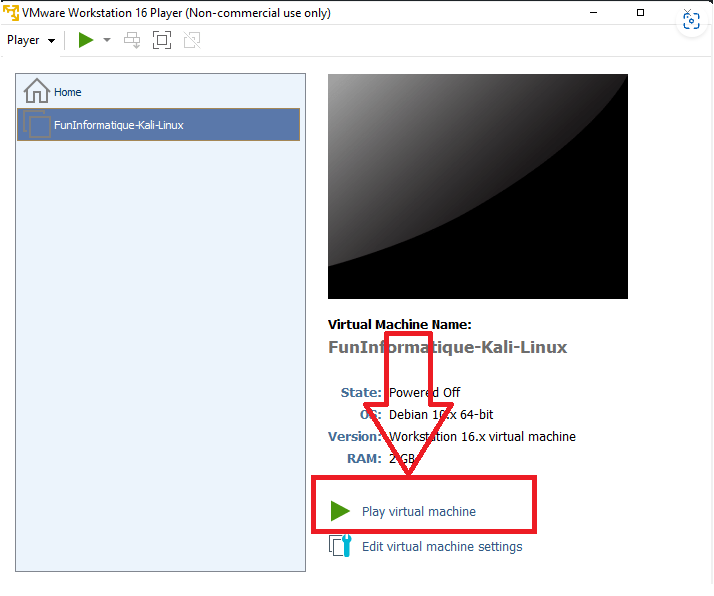 VMware Workstation 16 Player (Non-commercial use only)
Player
Home
FunInformatique-Kali-Linux
Virtual Machine Name:
FunInformatique-Kali-Linux
State: Powered Off
OS: Debian 10.x 64-bit
Version: Workstation 16.x virtual machine
RAM: 2 GB
Play virtual machine
Edit virtual machine settings